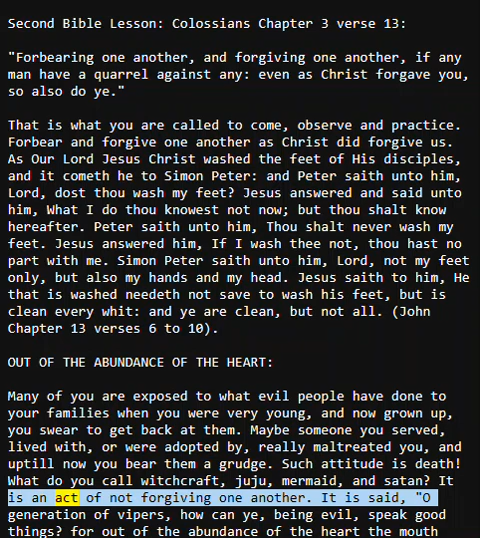 Second Bible Lesson: Colossians Chapter 3 verse 13:
"Forbearing one another, and forgiving one another, if any
man have a quarrel against any: even as Christ forgave you,
so also do ye."
That is what you are called to come, observe and practice.
Forbear and forgive one another as Christ did forgive us.
As Our Lord Jesus Christ washed the feet of His disciples,
and it cometh he to Simon Peter: and Peter saith unto him,
Lord, dost thou wash my feet? Jesus answered and said unto
him, What I do thou knowest not now; but thou shalt know
hereafter. Peter saith unto him, Thou shalt never wash my
feet. Jesus answered him, If I wash thee not, thou hast no
part with me. Simon Peter saith unto him, Lord, not my feet
only, but also my hands and my head. Jesus saith to him, He
that is washed needeth not save to wash his feet, but is
clean every whit: and ye are clean, but not all. (John
Chapter 13 verses 6 to 10).
OUT OF THE ABUNDANCE OF THE HEART:
Many of you are exposed to what evil people have done to
your families when you were very young, and now grown up,
you swear to get back at them. Maybe someone you served,
lived with, or were adopted by, really maltreated you, and
uptill now you bear them a grudge. Such attitude is death!
What do you call witchcraft, juju, mermaid, and satan? It
is an act of not forgiving one another. It is said, "O
generation of vipers, how can ye, being evil, speak good
things? for out of the abundance of the heart the mouth